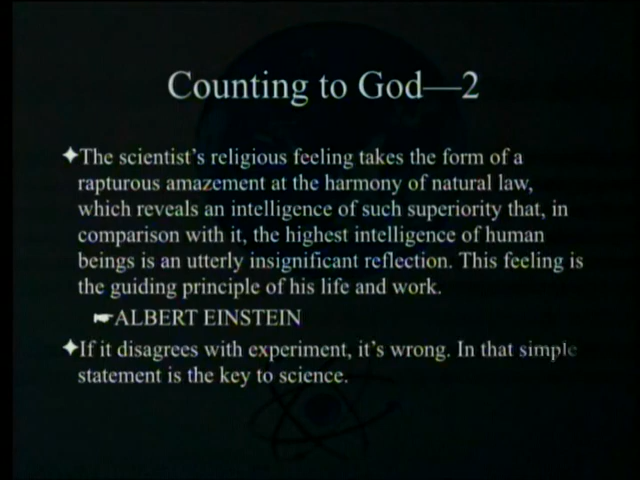 Counting to God—2
✦The scientist's religious feeling takes the form of a
rapturous amazement at the harmony of natural law,
which reveals an intelligence of such superiority that, in
comparison with it, the highest intelligence of human
beings is an utterly insignificant reflection. This feeling is
the guiding principle of his life and work.
☛ALBERT EINSTEIN
✦If it disagrees with experiment, it's wrong. In that simple
statement is the key to science.